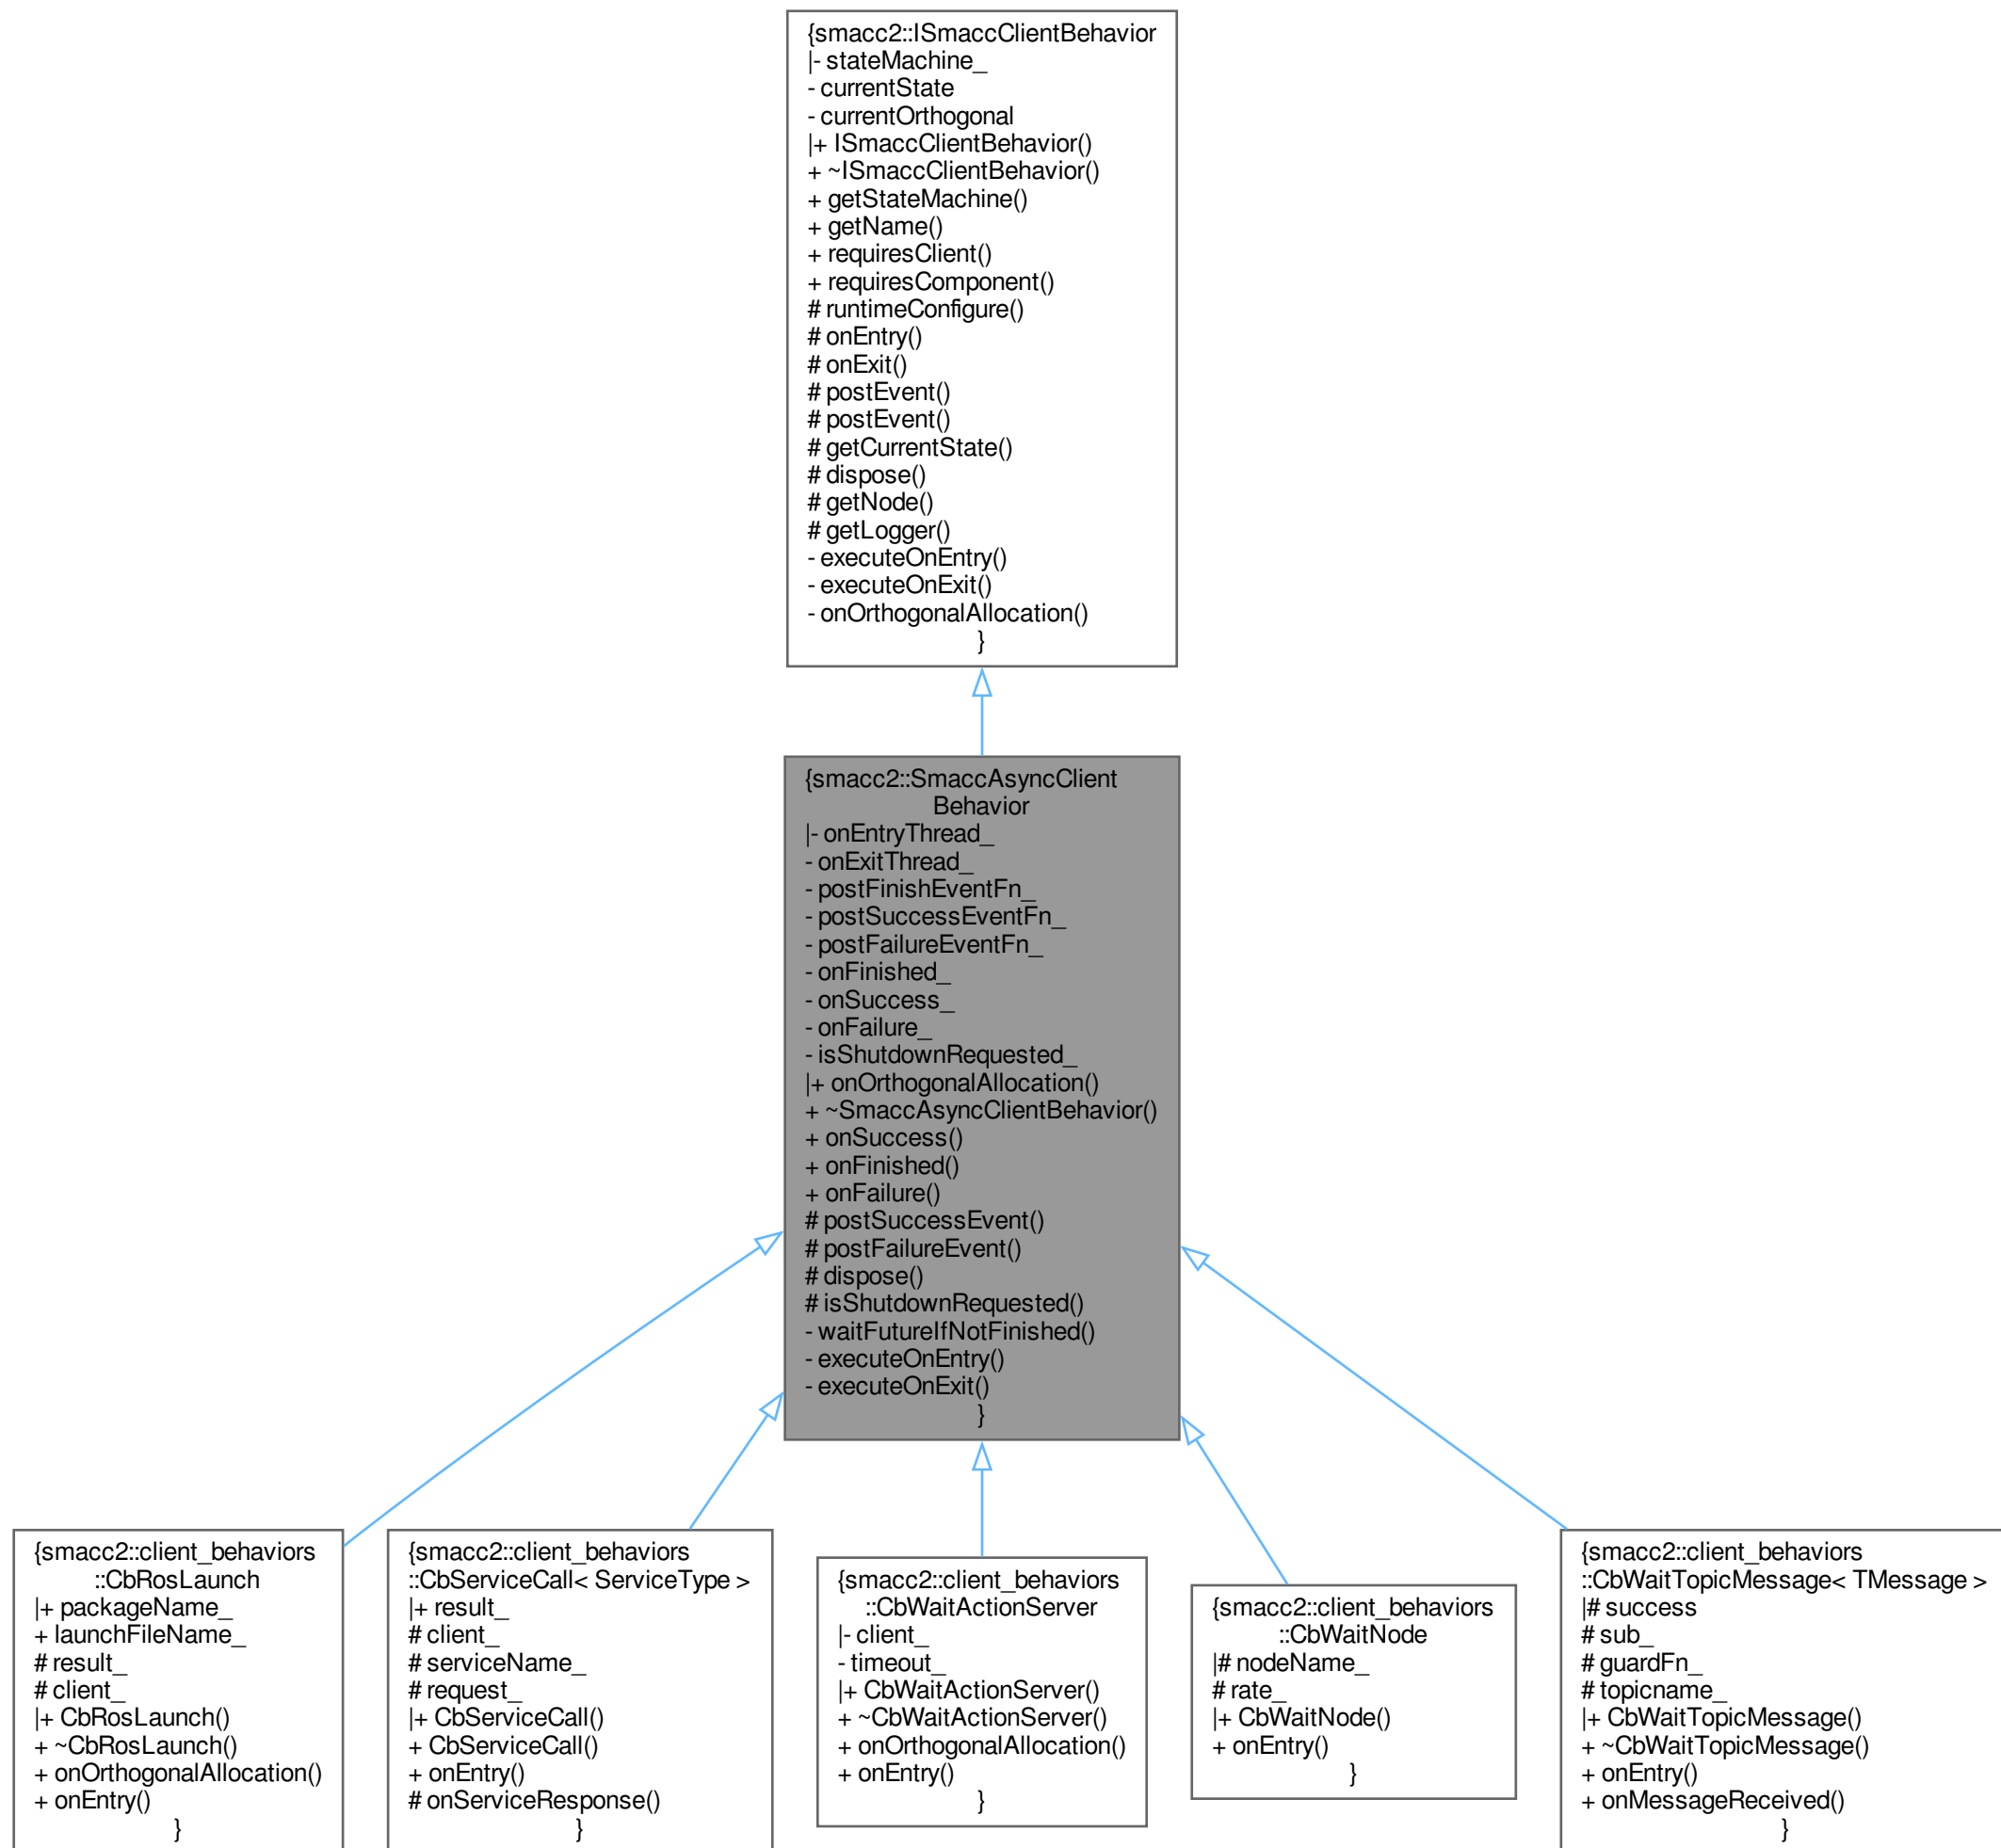 {smacc2::ISmaccClientBehavior
|- stateMachine_
- currentState
- currentOrthogonal
|+ ISmaccClientBehavior()
+ ~ISmaccClientBehavior()
+ getStateMachine()
+ getName()
+ requiresClient()
+ requiresComponent()
# runtimeConfigure()
# onEntry()
# onExit()
# postEvent()
# postEvent()
# getCurrentState()
# dispose()
# getNode()
# getLogger()
- executeOnEntry()
- executeOnExit()
- onOrthogonalAllocation()
}
{smacc2::SmaccAsyncClient
Behavior
|- onEntryThread_
- onExitThread_
- postFinishEventFn_
- postSuccessEventFn_
- postFailureEventFn_
- onFinished_
- onSuccess_
- onFailure_
- isShutdownRequested_
|+ onOrthogonalAllocation()
+ ~SmaccAsyncClientBehavior()
+ onSuccess()
+ onFinished()
+ onFailure()
# postSuccessEvent()
# postFailureEvent()
# dispose()
# isShutdownRequested()
- waitFutureIfNotFinished()
- executeOnEntry()
- executeOnExit()
}
{smacc2::client_behaviors
::CbRosLaunch
|+ packageName_
+ launchFileName_
# result_
# client_
|+ CbRosLaunch()
+ ~CbRosLaunch()
+ onOrthogonalAllocation()
+ onEntry()
}
{smacc2::client_behaviors
::CbServiceCall< ServiceType >
|+ result_
# client_
# serviceName_
# request_
|+ CbServiceCall()
+ CbServiceCall()
+ onEntry()
# onServiceResponse()
}
{smacc2::client_behaviors
::CbWaitActionServer
|- client_
- timeout_
|+ CbWaitActionServer()
+ ~CbWaitActionServer()
+ onOrthogonalAllocation()
+ onEntry()
}
{smacc2::client_behaviors
::CbWaitNode
|# nodeName_
# rate_
|+ CbWaitNode()
+ onEntry()
}
{smacc2::client_behaviors
::CbWaitTopicMessage< TMessage >
|# success
# sub_
# guardFn_
# topicname_
|+ CbWaitTopicMessage()
+ ~CbWaitTopicMessage()
+ onEntry()
+ onMessageReceived()
}